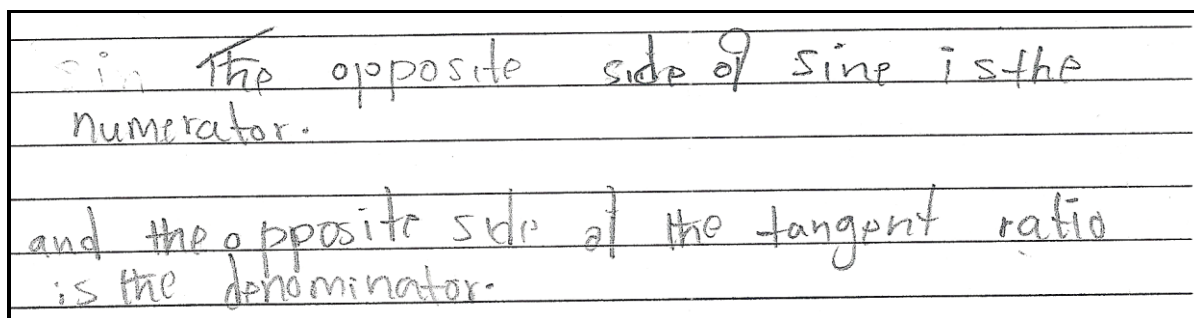 sin The opposite side of sine is the
numerator.
and the opposite side of the tangent ratio
is the denominator.